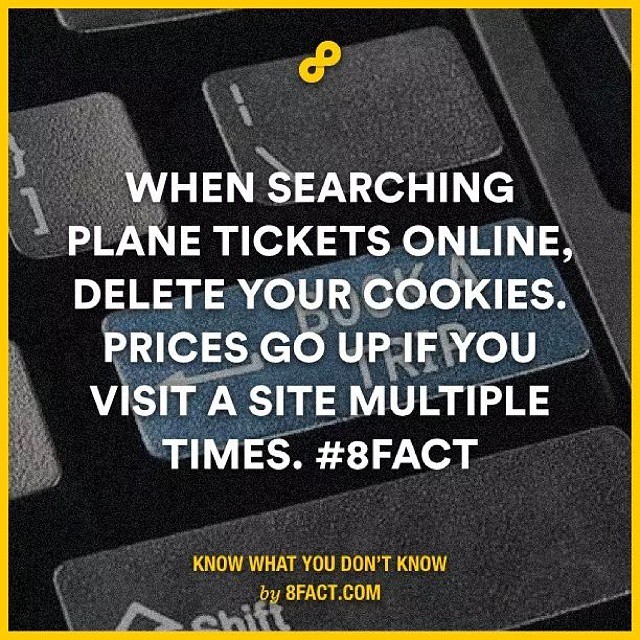 WHEN SEARCHING
PLANE TICKETS ONLINE,
DELETE YOUR COOKIES.
BOOK A
PRICES GO UP IF YOU
TRIP
VISIT A SITE MULTIPLE
TIMES. #8FACT
KNOW WHAT YOU DON'T KNOW
by 8FACT.COM
Shift